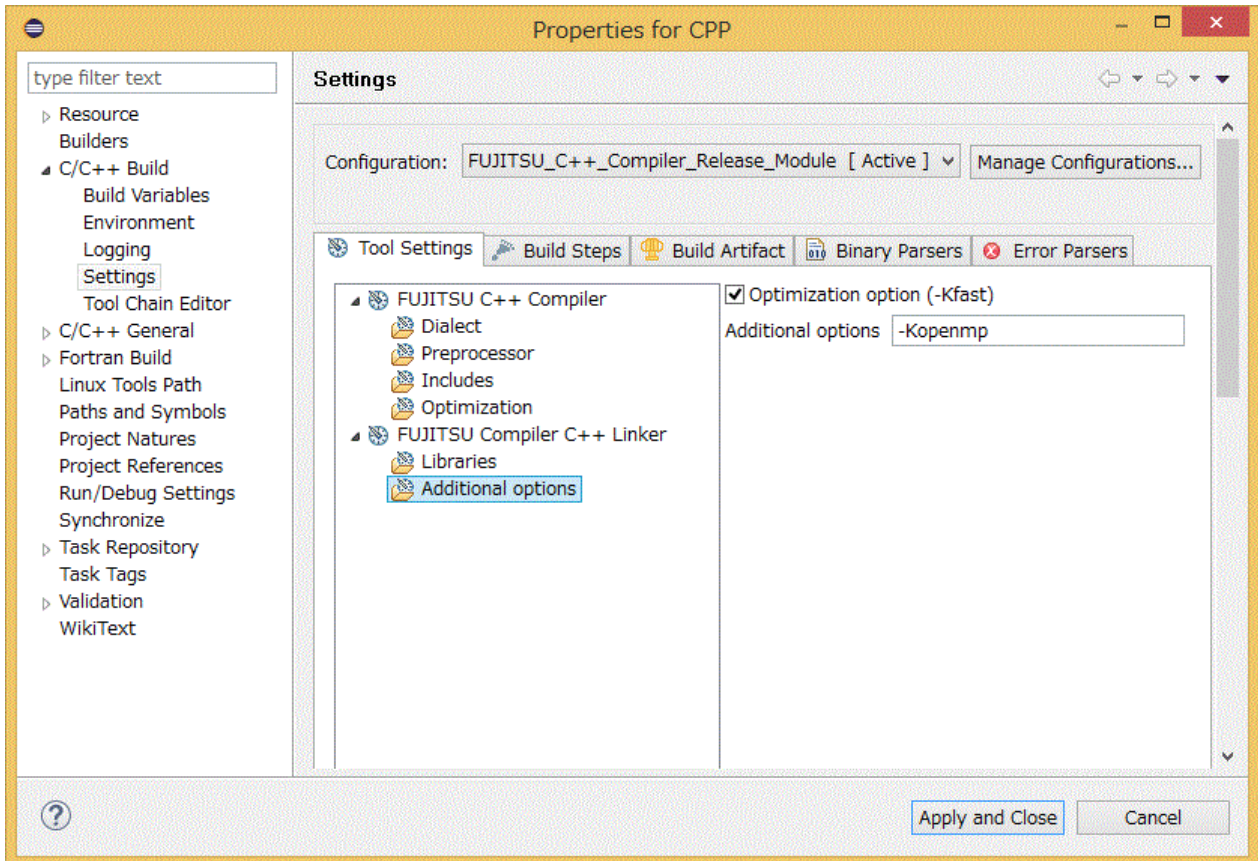 Properties for CPP
type filter text
Resource
Builders
C/C++ Build
Build Variables
Environment
Logging
Settings
Tool Chain Editor
C/C++ General
Fortran Build
Linux Tools Path
Paths and Symbols
Project Natures
Project References
Run/Debug Settings
Synchronize
Task Repository
Task Tags
Validation
WikiText
Settings
Configuration: FUJITSU_C++_Compiler_Release_Module [ Active ] Manage Configurations...
Tool Settings Build Steps Build Artifact Binary Parsers Error Parsers
FUJITSU C++ Compiler
Dialect
Preprocessor
Includes
Optimization
FUJITSU Compiler C++ Linker
Libraries
Additional options
Optimization option (-Kfast)
Additional options -Kopenmp
Apply and Close Cancel